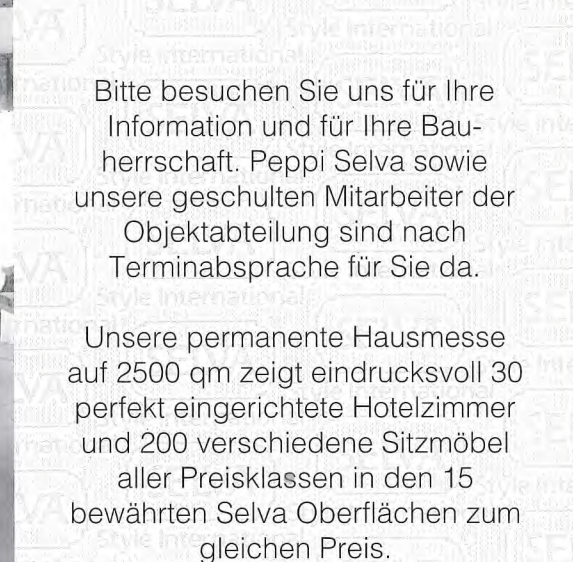 Bitte besuchen Sie uns für Ihre
Information und für Ihre Bau-
herrschaft. Peppi Selva sowie
unsere geschulten Mitarbeiter der
Objektabteilung sind nach
Terminabsprache für Sie da.
Unsere permanente Hausmesse
auf 2500 qm zeigt eindrucksvoll 30
perfekt eingerichtete Hotelzimmer
und 200 verschiedene Sitzmöbel
aller Preisklassen in den 15
bewährten Selva Oberflächen zum
gleichen Preis.